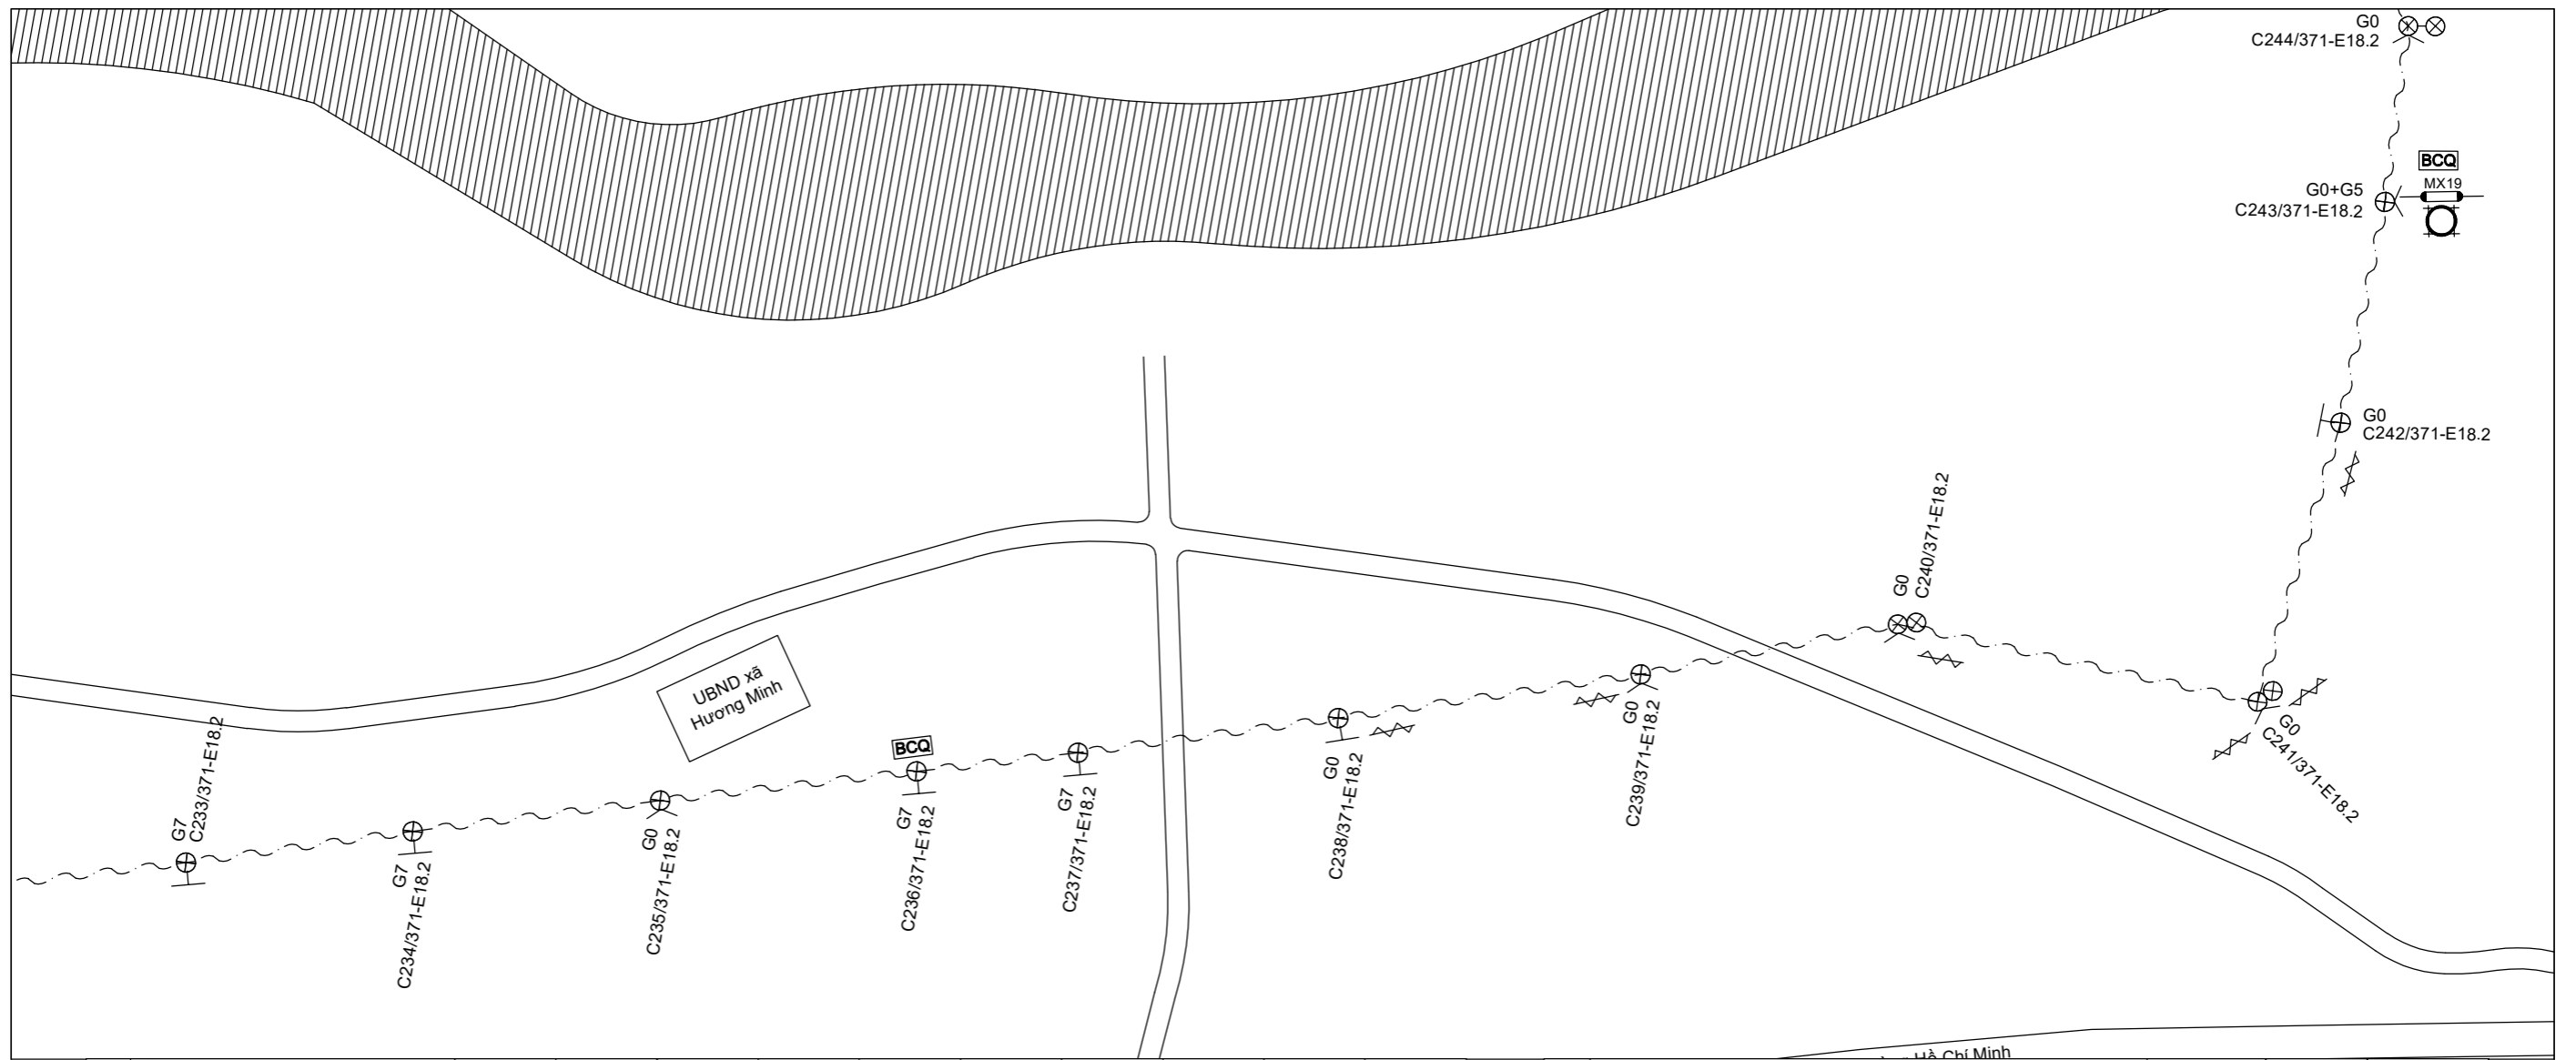 G0
C244/371-E18.2
BCQ
MX19
G0+G5
C243/371-E18.2
G0
C242/371-E18.2
G0
C240/371-E18.2
G0
C241/371-E18.2
UBND xã
Hương Minh
BCQ
G7
C233/371-E18.2
G7
C234/371-E18.2
G0
C235/371-E18.2
G7
C236/371-E18.2
G7
C237/371-E18.2
G0
C238/371-E18.2
G0
C239/371-E18.2
Hồ Chí Minh